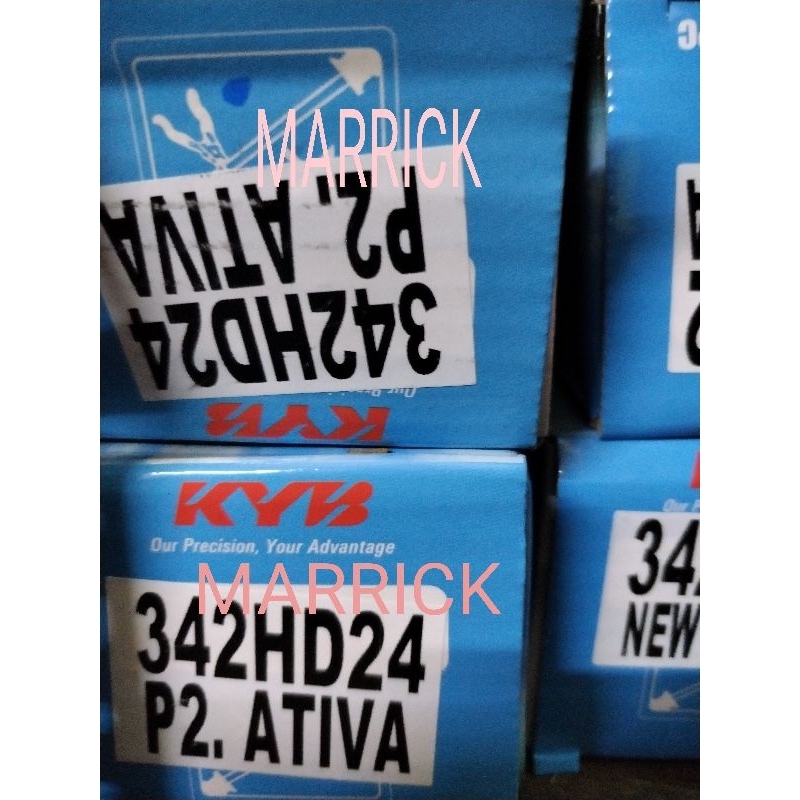 MARRICK
P2. ATIVA
342HD24
KYB
KYB
Our Precision, Your Advantage
MARRICK
342HD24
P2. ATIVA
NEW